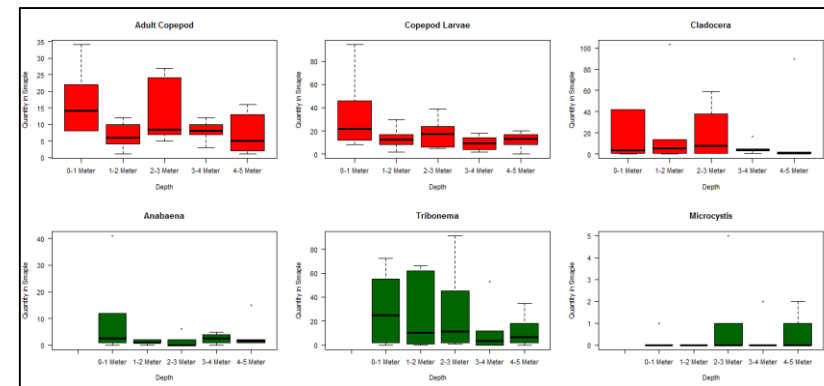 Adult Copepod
Quantity in Smaple
35
30
25
20
15
10
5
0
0-1 Meter 1-2 Meter 2-3 Meter 3-4 Meter 4-5 Meter
Depth
Copepod Larvae
Quantity in Smaple
80
60
40
20
0
0-1 Meter 1-2 Meter 2-3 Meter 3-4 Meter 4-5 Meter
Depth
Cladocera
Quantity in Smaple
100
80
60
40
20
0
0-1 Meter 1-2 Meter 2-3 Meter 3-4 Meter 4-5 Meter
Depth
Anabaena
Quantity in Smaple
40
30
20
10
0
0-1 Meter 1-2 Meter 2-3 Meter 3-4 Meter 4-5 Meter
Depth
Tribonema
Quantity in Smaple
80
60
40
20
0
0-1 Meter 1-2 Meter 2-3 Meter 3-4 Meter 4-5 Meter
Depth
Microcystis
Quantity in Smaple
5
4
3
2
1
0
0-1 Meter 1-2 Meter 2-3 Meter 3-4 Meter 4-5 Meter
Depth